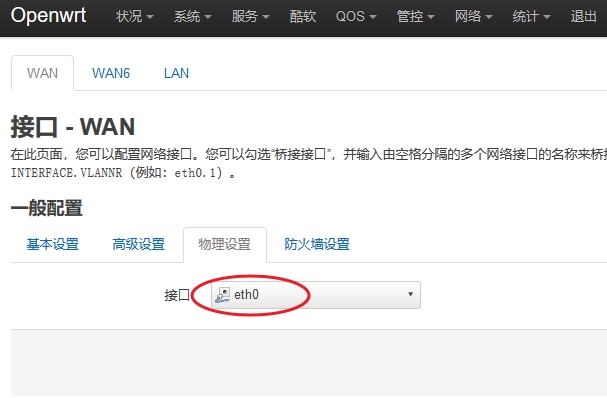 Openwrt 状况 系统 服务 酷软 QOS 管控 网络 统计 退出
WAN WAN6 LAN
接口 - WAN
在此页面，您可以配置网络接口。您可以勾选“桥接接口”，并输入由空格分隔的多个网络接口的名称来桥
INTERFACE.VLANNR（例如：eth0.1）。
一般配置
基本设置 高级设置 物理设置 防火墙设置
接口 eth0